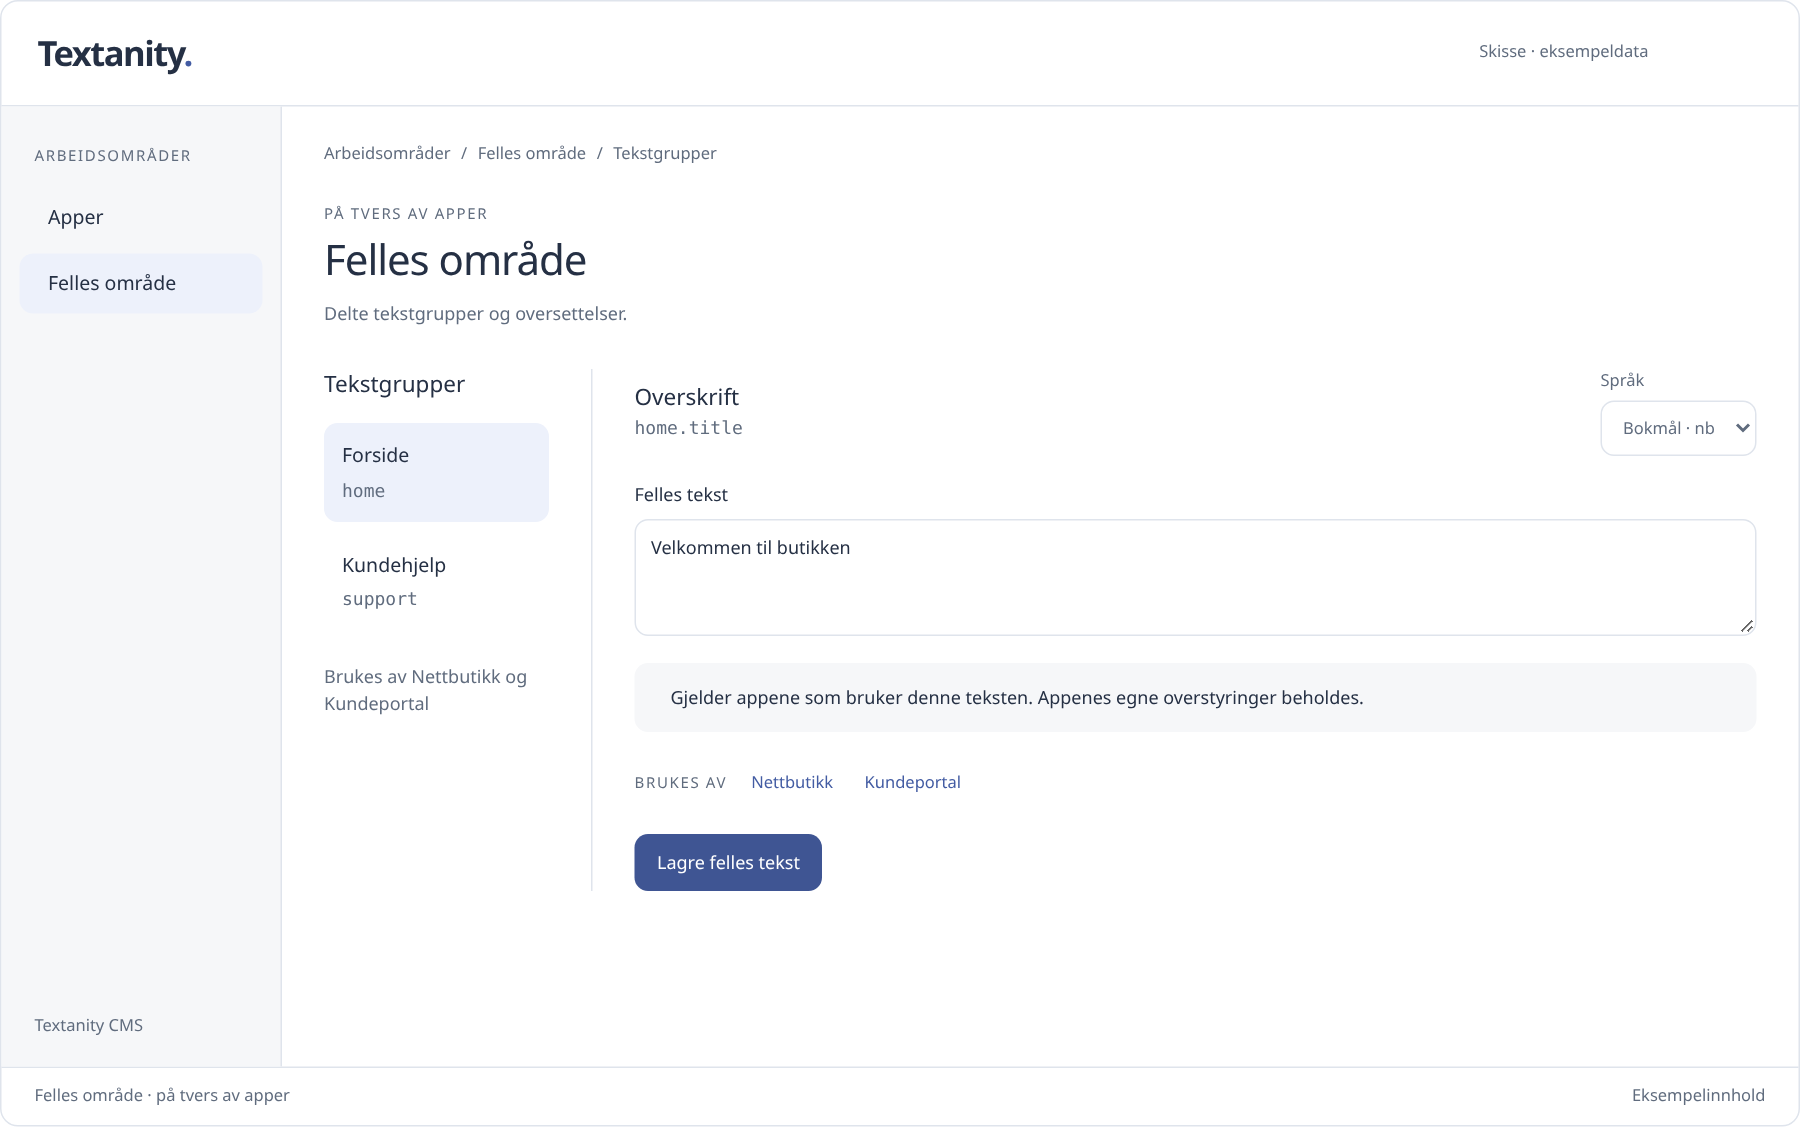 Textanity.
Skisse · eksempeldata
ARBEIDSOMRÅDER
Apper
Felles område
Textanity CMS
Arbeidsområder / Felles område / Tekstgrupper
PÅ TVERS AV APPER
Felles område
Delte tekstgrupper og oversettelser.
Tekstgrupper
Forside
home
Kundehjelp
support
Brukes av Nettbutikk og
Kundeportal
Overskrift
home.title
Språk
Bokmål · nb
Felles tekst
Velkommen til butikken
Gjelder appene som bruker denne teksten. Appenes egne overstyringer beholdes.
BRUKES AV Nettbutikk Kundeportal
Lagre felles tekst
Felles område · på tvers av apper
Eksempelinnhold